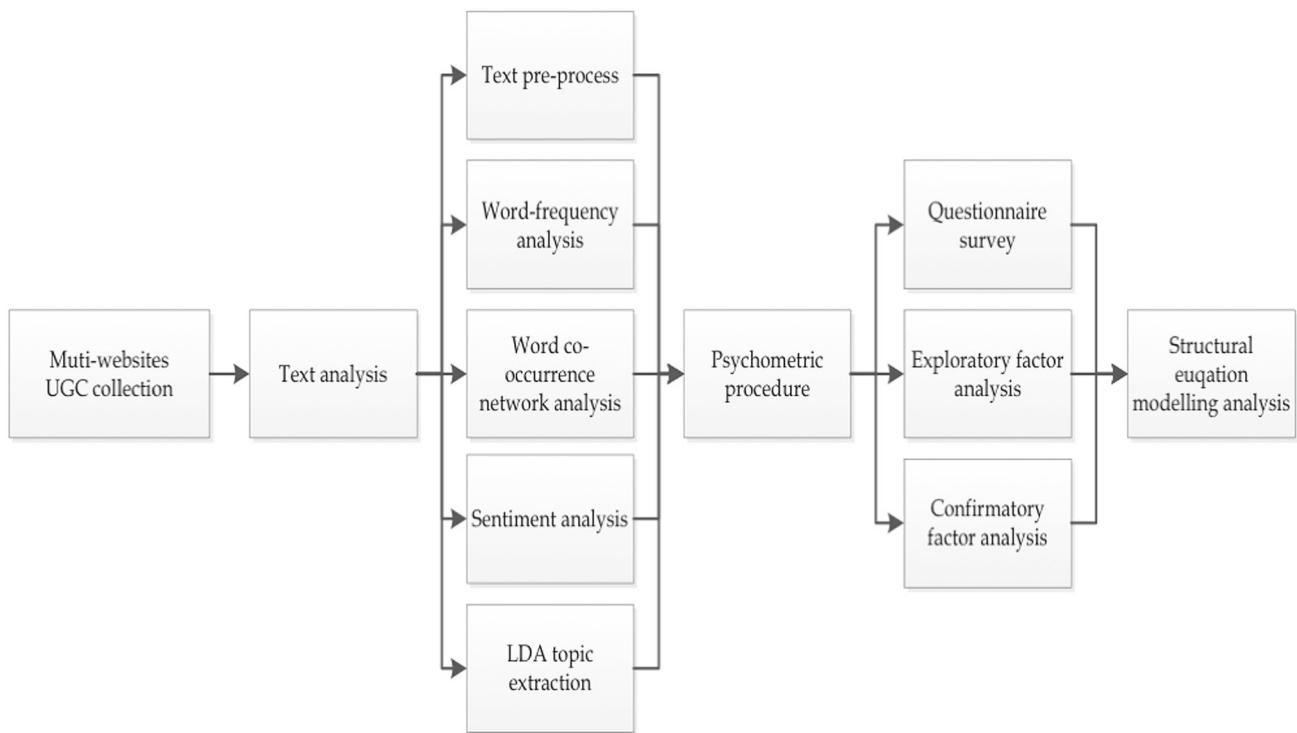 Muti-websites
UGC collection
Text analysis
Text pre-process
Word-frequency
analysis
Word co-
occurrence
network analysis
Sentiment analysis
LDA topic
extraction
Psychometric
procedure
Questionnaire
survey
Exploratory factor
analysis
Confirmatory
factor analysis
Structural
euqation
modelling analysis